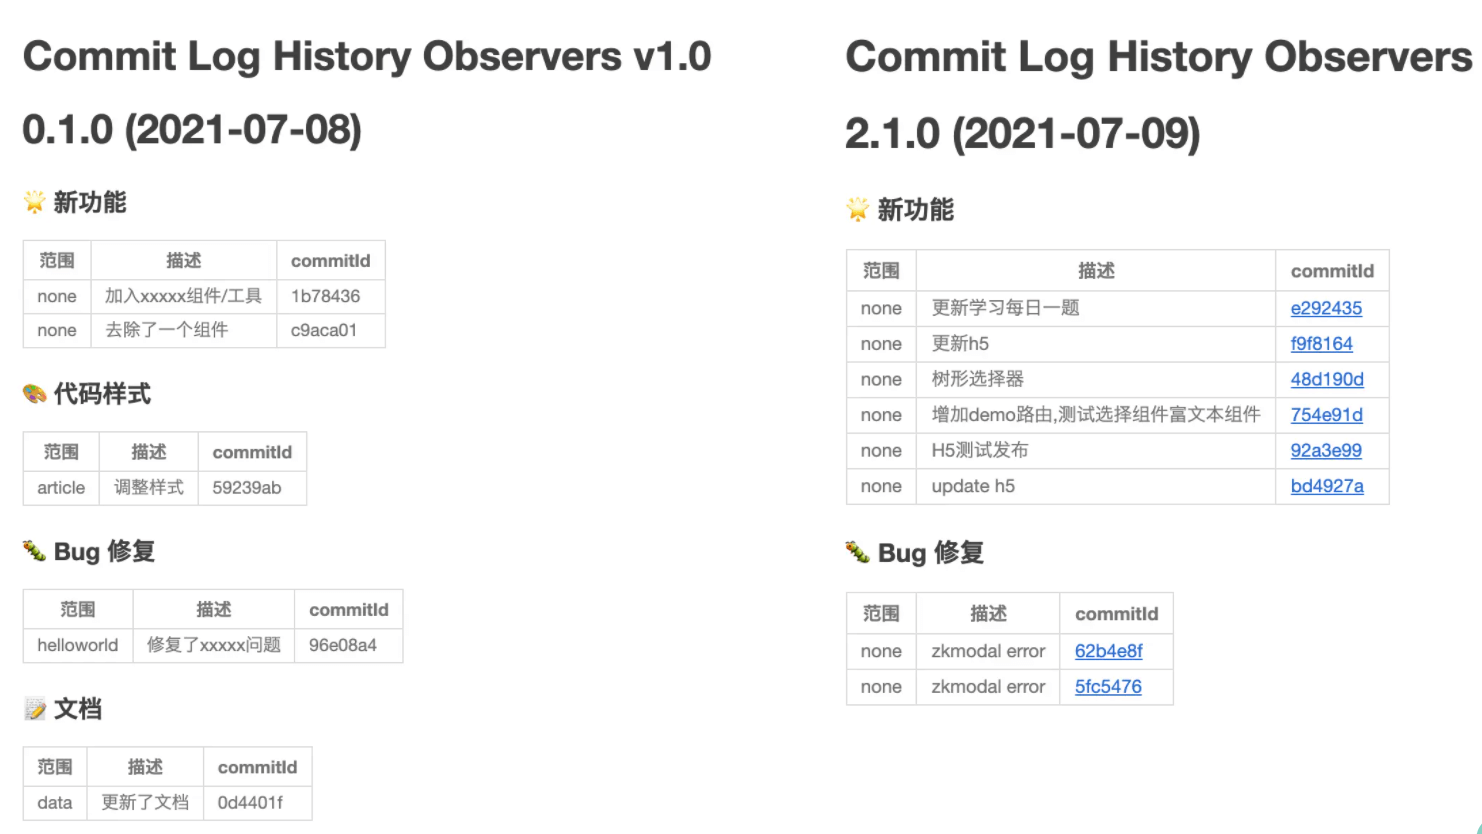 Commit Log History Observers v1.0
0.1.0 (2021-07-08)
新功能
范围 描述 commitId
none 加入xxxxx组件/工具 1b78436
none 去除了一个组件 c9aca01
代码样式
范围 描述 commitId
article 调整样式 59239ab
Bug 修复
范围 描述 commitId
helloworld 修复了xxxxx问题 96e08a4
文档
范围 描述 commitId
data 更新了文档 0d4401f
Commit Log History Observers
2.1.0 (2021-07-09)
新功能
范围 描述 commitId
none 更新学习每日一题 e292435
none 更新h5 f9f8164
none 树形选择器 48d190d
none 增加demo路由,测试选择组件富文本组件 754e91d
none H5测试发布 92a3e99
none update h5 bd4927a
Bug 修复
范围 描述 commitId
none zkmodal error 62b4e8f
none zkmodal error 5fc5476